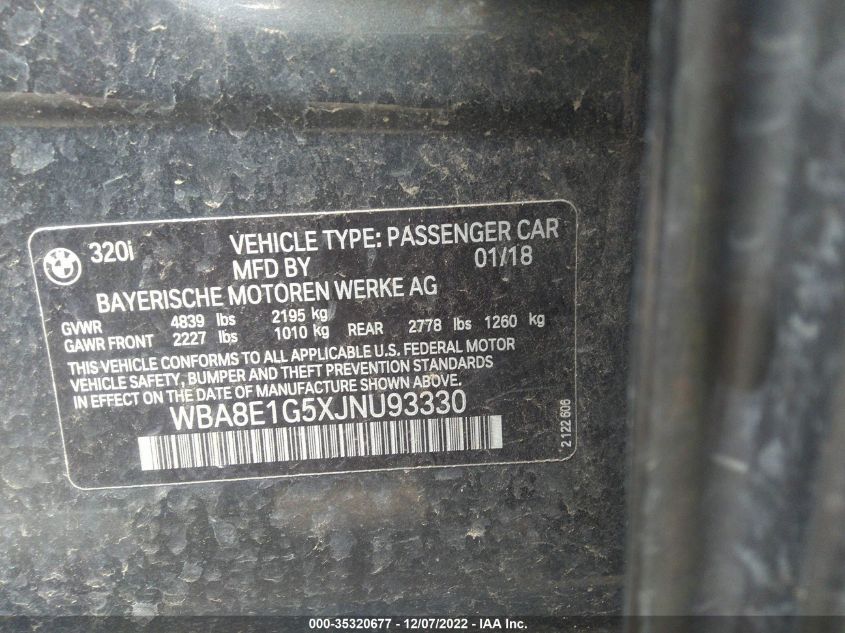 320i VEHICLE TYPE: PASSENGER CAR
MFD BY 01/18
BAYERISCHE MOTOREN WERKE AG
GVWR 4839 lbs 2195 kg
GAWR FRONT 2227 lbs 1010 kg REAR 2778 lbs 1260 kg
THIS VEHICLE CONFORMS TO ALL APPLICABLE U.S. FEDERAL MOTOR
VEHICLE SAFETY, BUMPER AND THEFT PREVENTION STANDARDS
IN EFFECT ON THE DATE OF MANUFACTURE SHOWN ABOVE.
WBA8E1G5XJNU93330
2 122 606
000-35320677 - 12/07/2022 - IAA Inc.